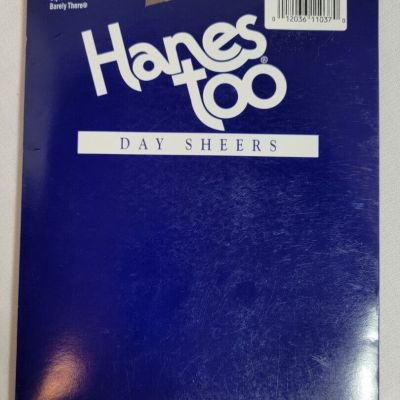 Barely There®
0 12036 11037 0
Hanes
too®
DAY SHEERS